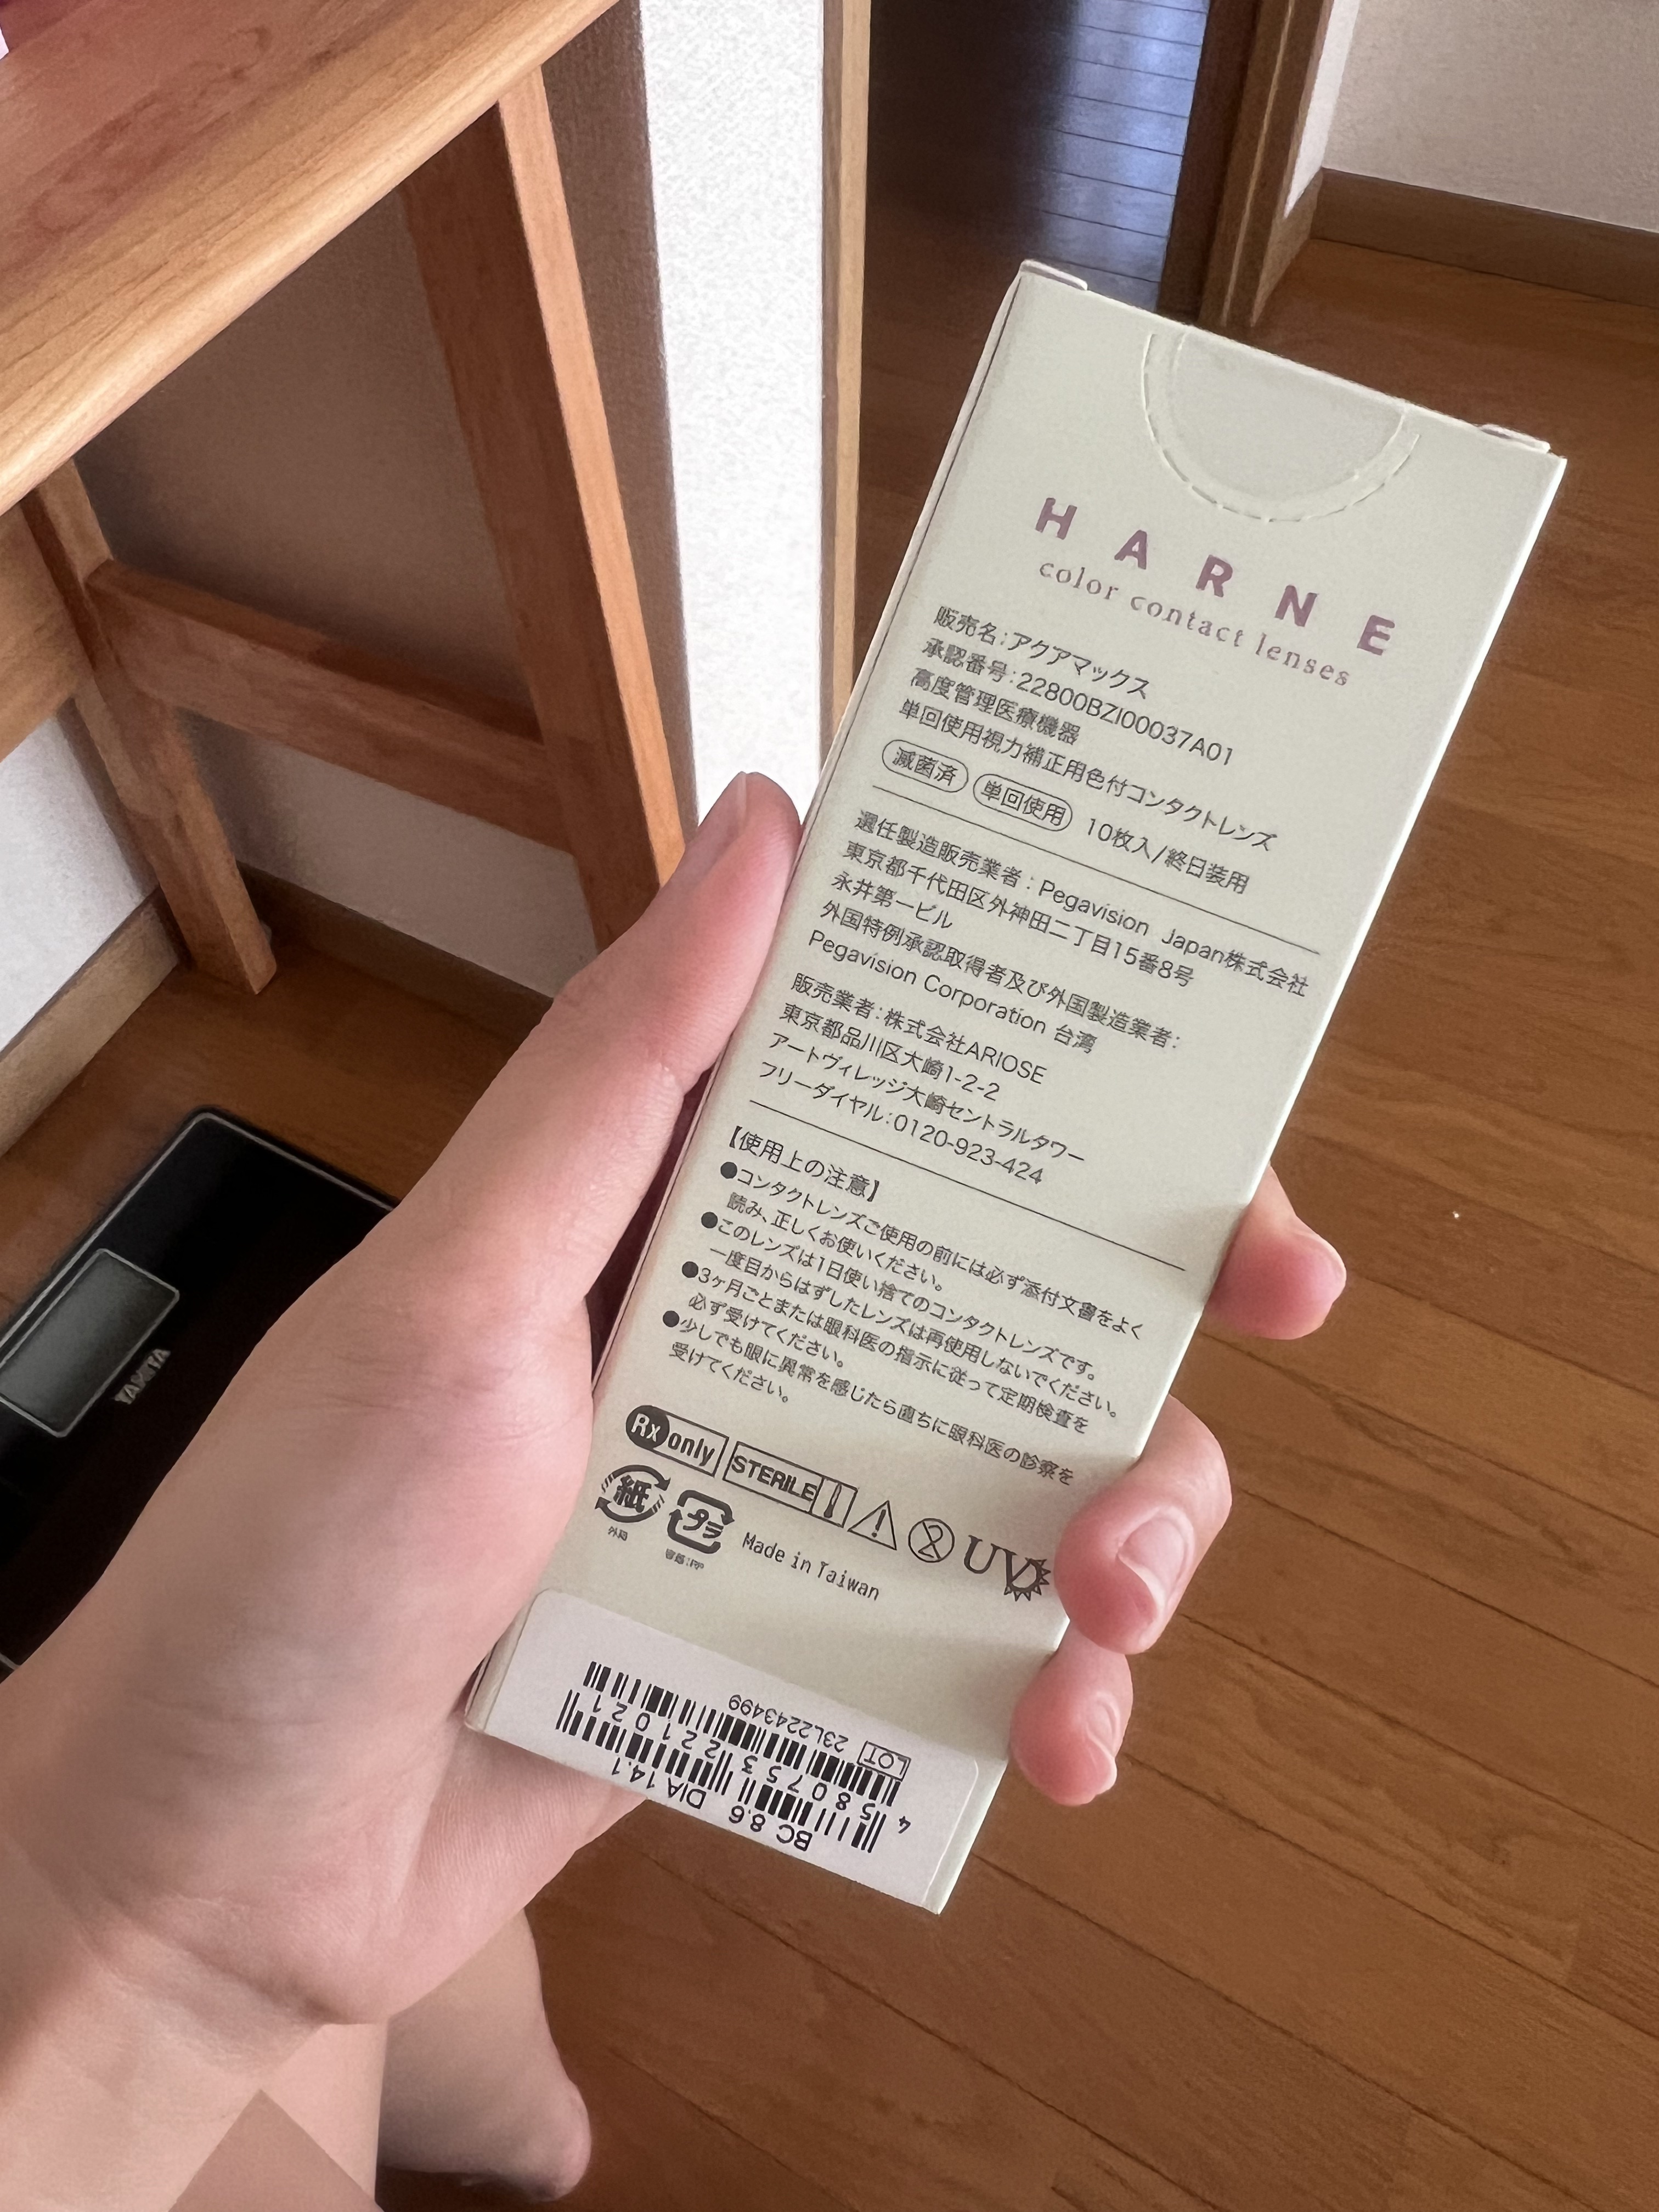 HARNE
color contact lenses
販売名:アクアマックス
承認番号:22800BZI00037A01
高度管理医療機器
単回使用視力補正用色付コンタクトレンズ
滅菌済 単回使用 10枚入/終日装用
選任製造販売業者:Pegavision Japan株式会社
東京都千代田区外神田二丁目15番8号
永井第一ビル
外国特例承認取得者及び外国製造業者:
Pegavision Corporation 台湾
販売業者:株式会社ARIOSE
東京都品川区大崎1-2-2
アートヴィレッジ大崎セントラルタワー
フリーダイヤル:0120-923-424
【使用上の注意】
●コンタクトレンズご使用の前には必ず添付文書をよく
読み、正しくお使いください。
●このレンズは1日使い捨てのコンタクトレンズです。
一度目からはずしたレンズは再使用しないでください。
●3ヶ月ごとまたは眼科医の指示に従って定期検査を
必ず受けてください。
●少しでも眼に異常を感じたら直ちに眼科医の診察を
受けてください。
Rx only STERILE 2 UV
紙 プラ Made in Taiwan
外箱 容器:PP
LOT 23L2243499
4 580753 221021
BC 8.6 DIA 14.1
TANITA